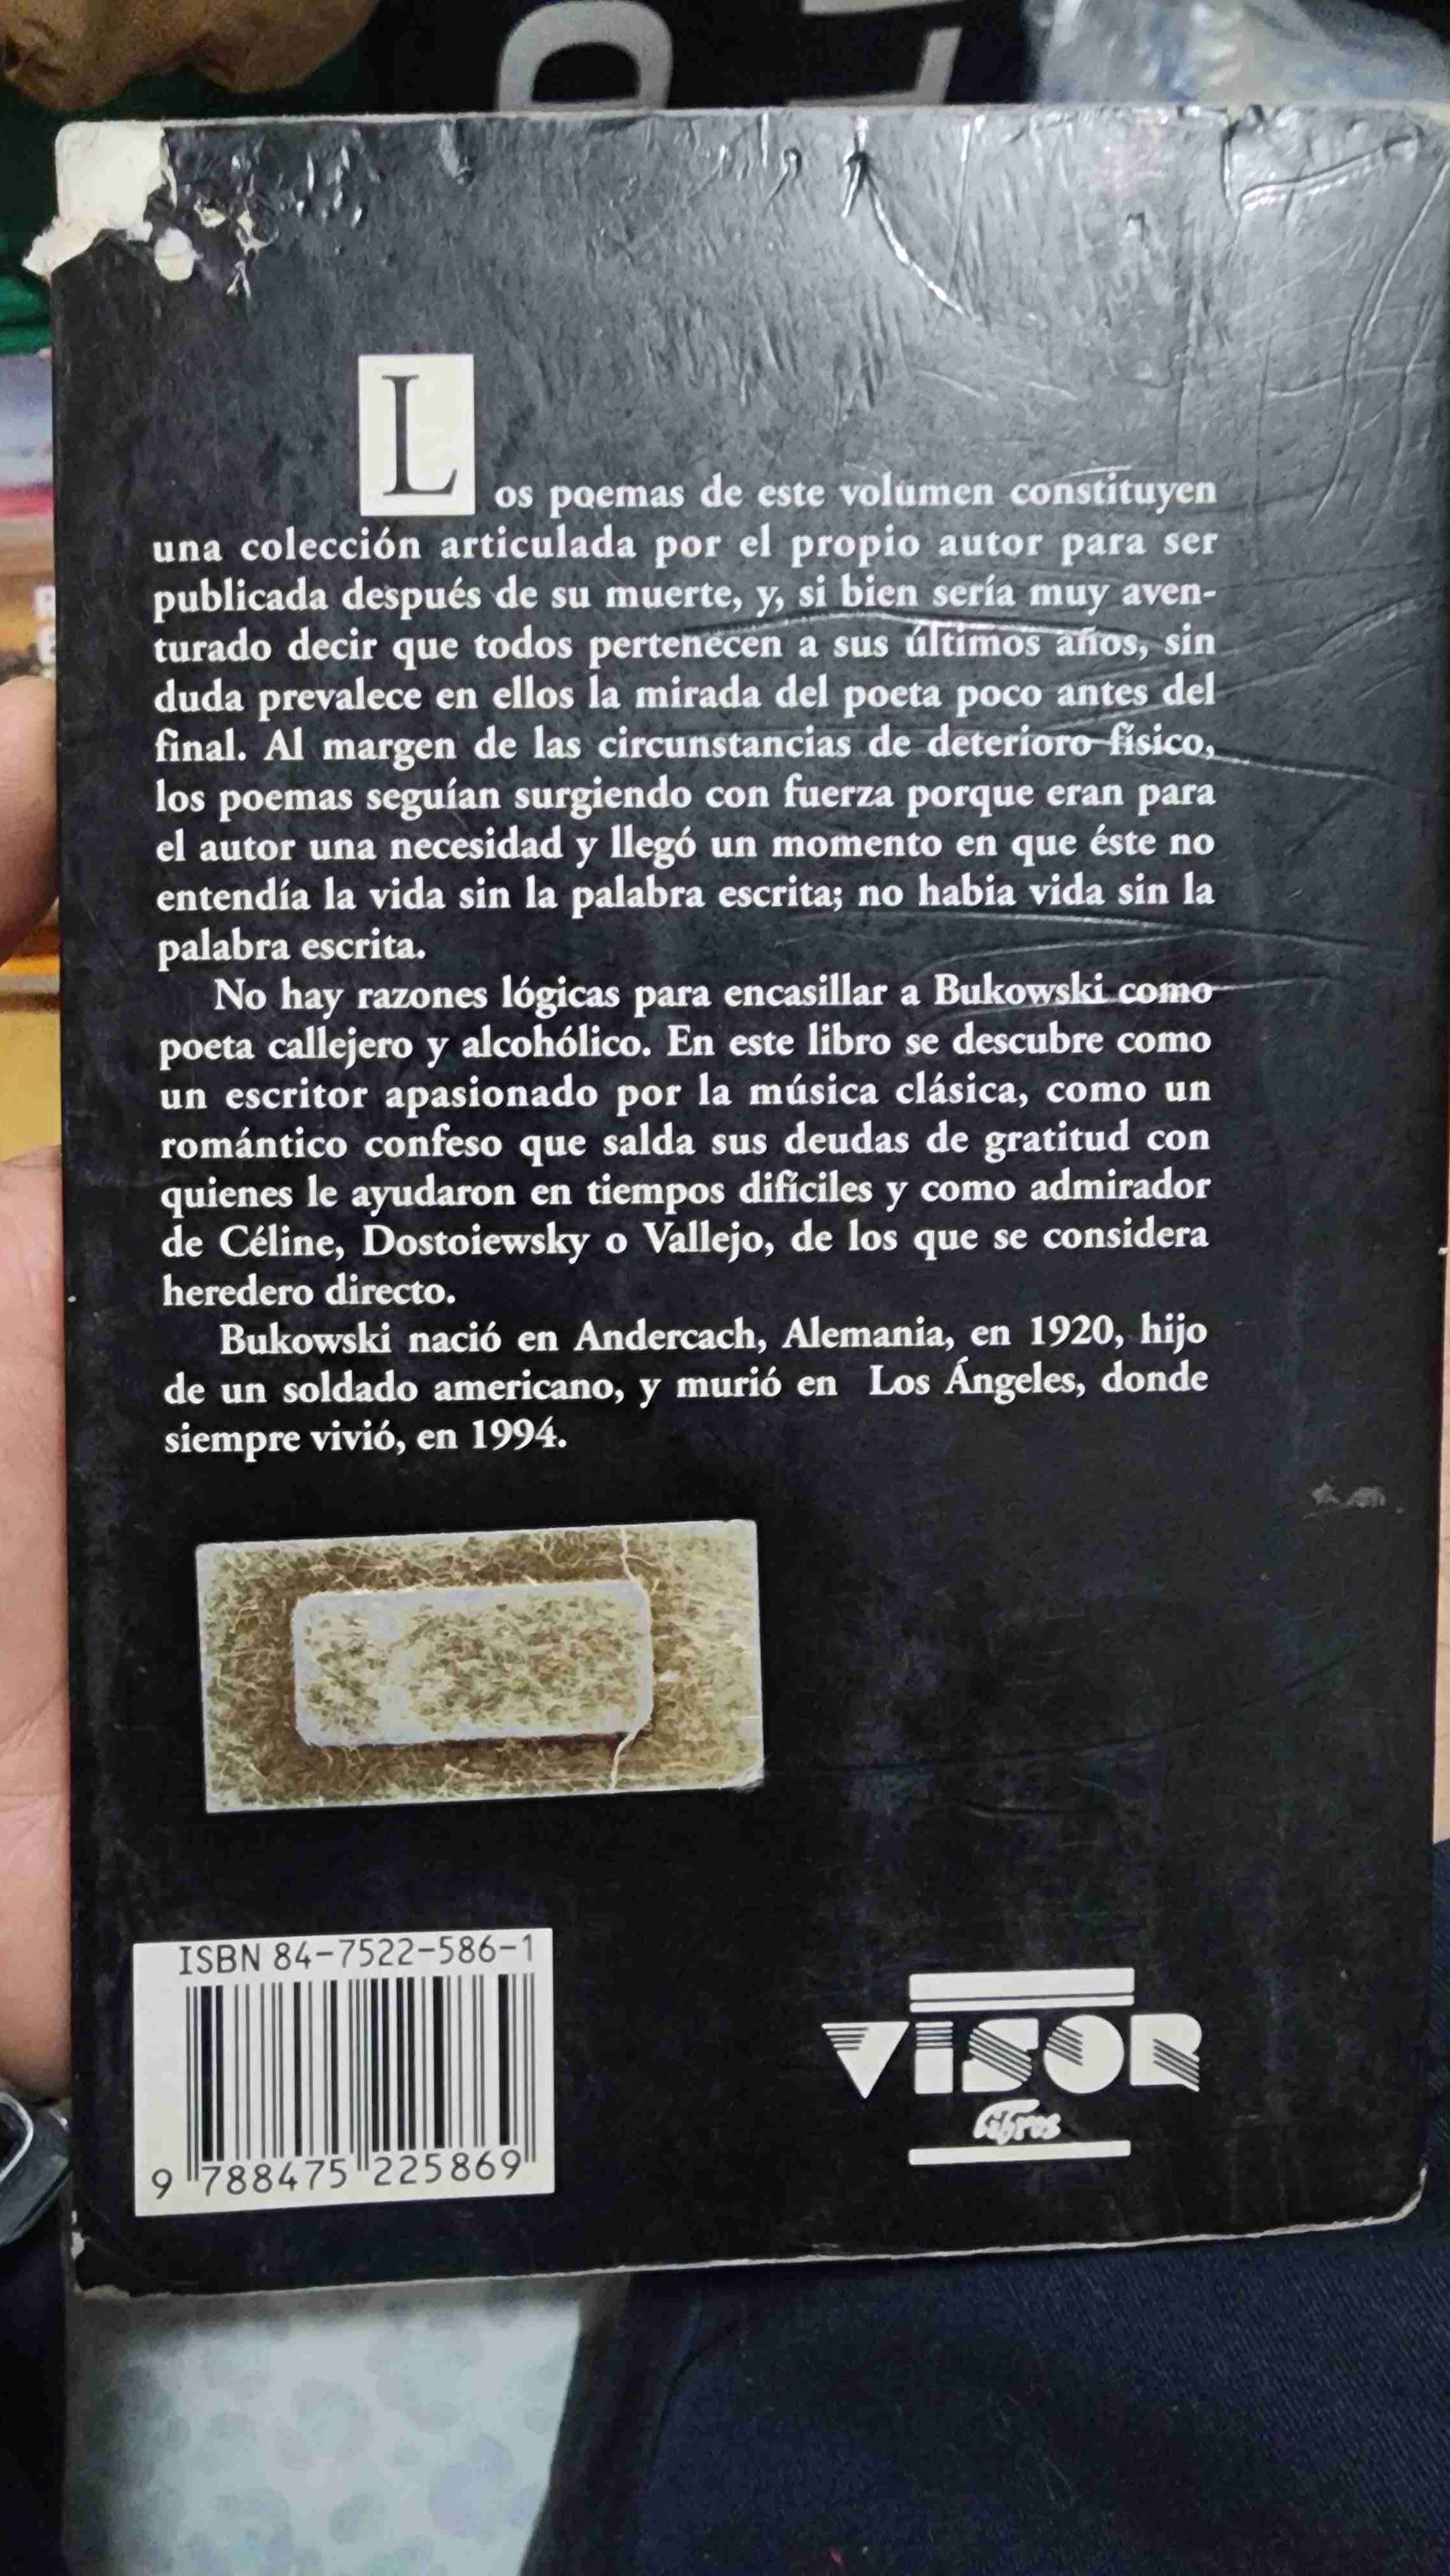 Los poemas de este volumen constituyen
una colección articulada por el propio autor para ser
publicada después de su muerte, y, si bien sería muy aven-
turado decir que todos pertenecen a sus últimos años, sin
duda prevalece en ellos la mirada del poeta poco antes del
final. Al margen de las circunstancias de deterioro físico,
los poemas seguían surgiendo con fuerza porque eran para
el autor una necesidad y llegó un momento en que éste no
entendía la vida sin la palabra escrita; no habia vida sin la
palabra escrita.
No hay razones lógicas para encasillar a Bukowski como
poeta callejero y alcohólico. En este libro se descubre como
un escritor apasionado por la música clásica, como un
romántico confeso que salda sus deudas de gratitud con
quienes le ayudaron en tiempos difíciles y como admirador
de Céline, Dostoiewsky o Vallejo, de los que se considera
heredero directo.
Bukowski nació en Andercach, Alemania, en 1920, hijo
de un soldado americano, y murió en Los Ángeles, donde
siempre vivió, en 1994.
ISBN 84-7522-586-1
9 788475 225869
VISOR
libros